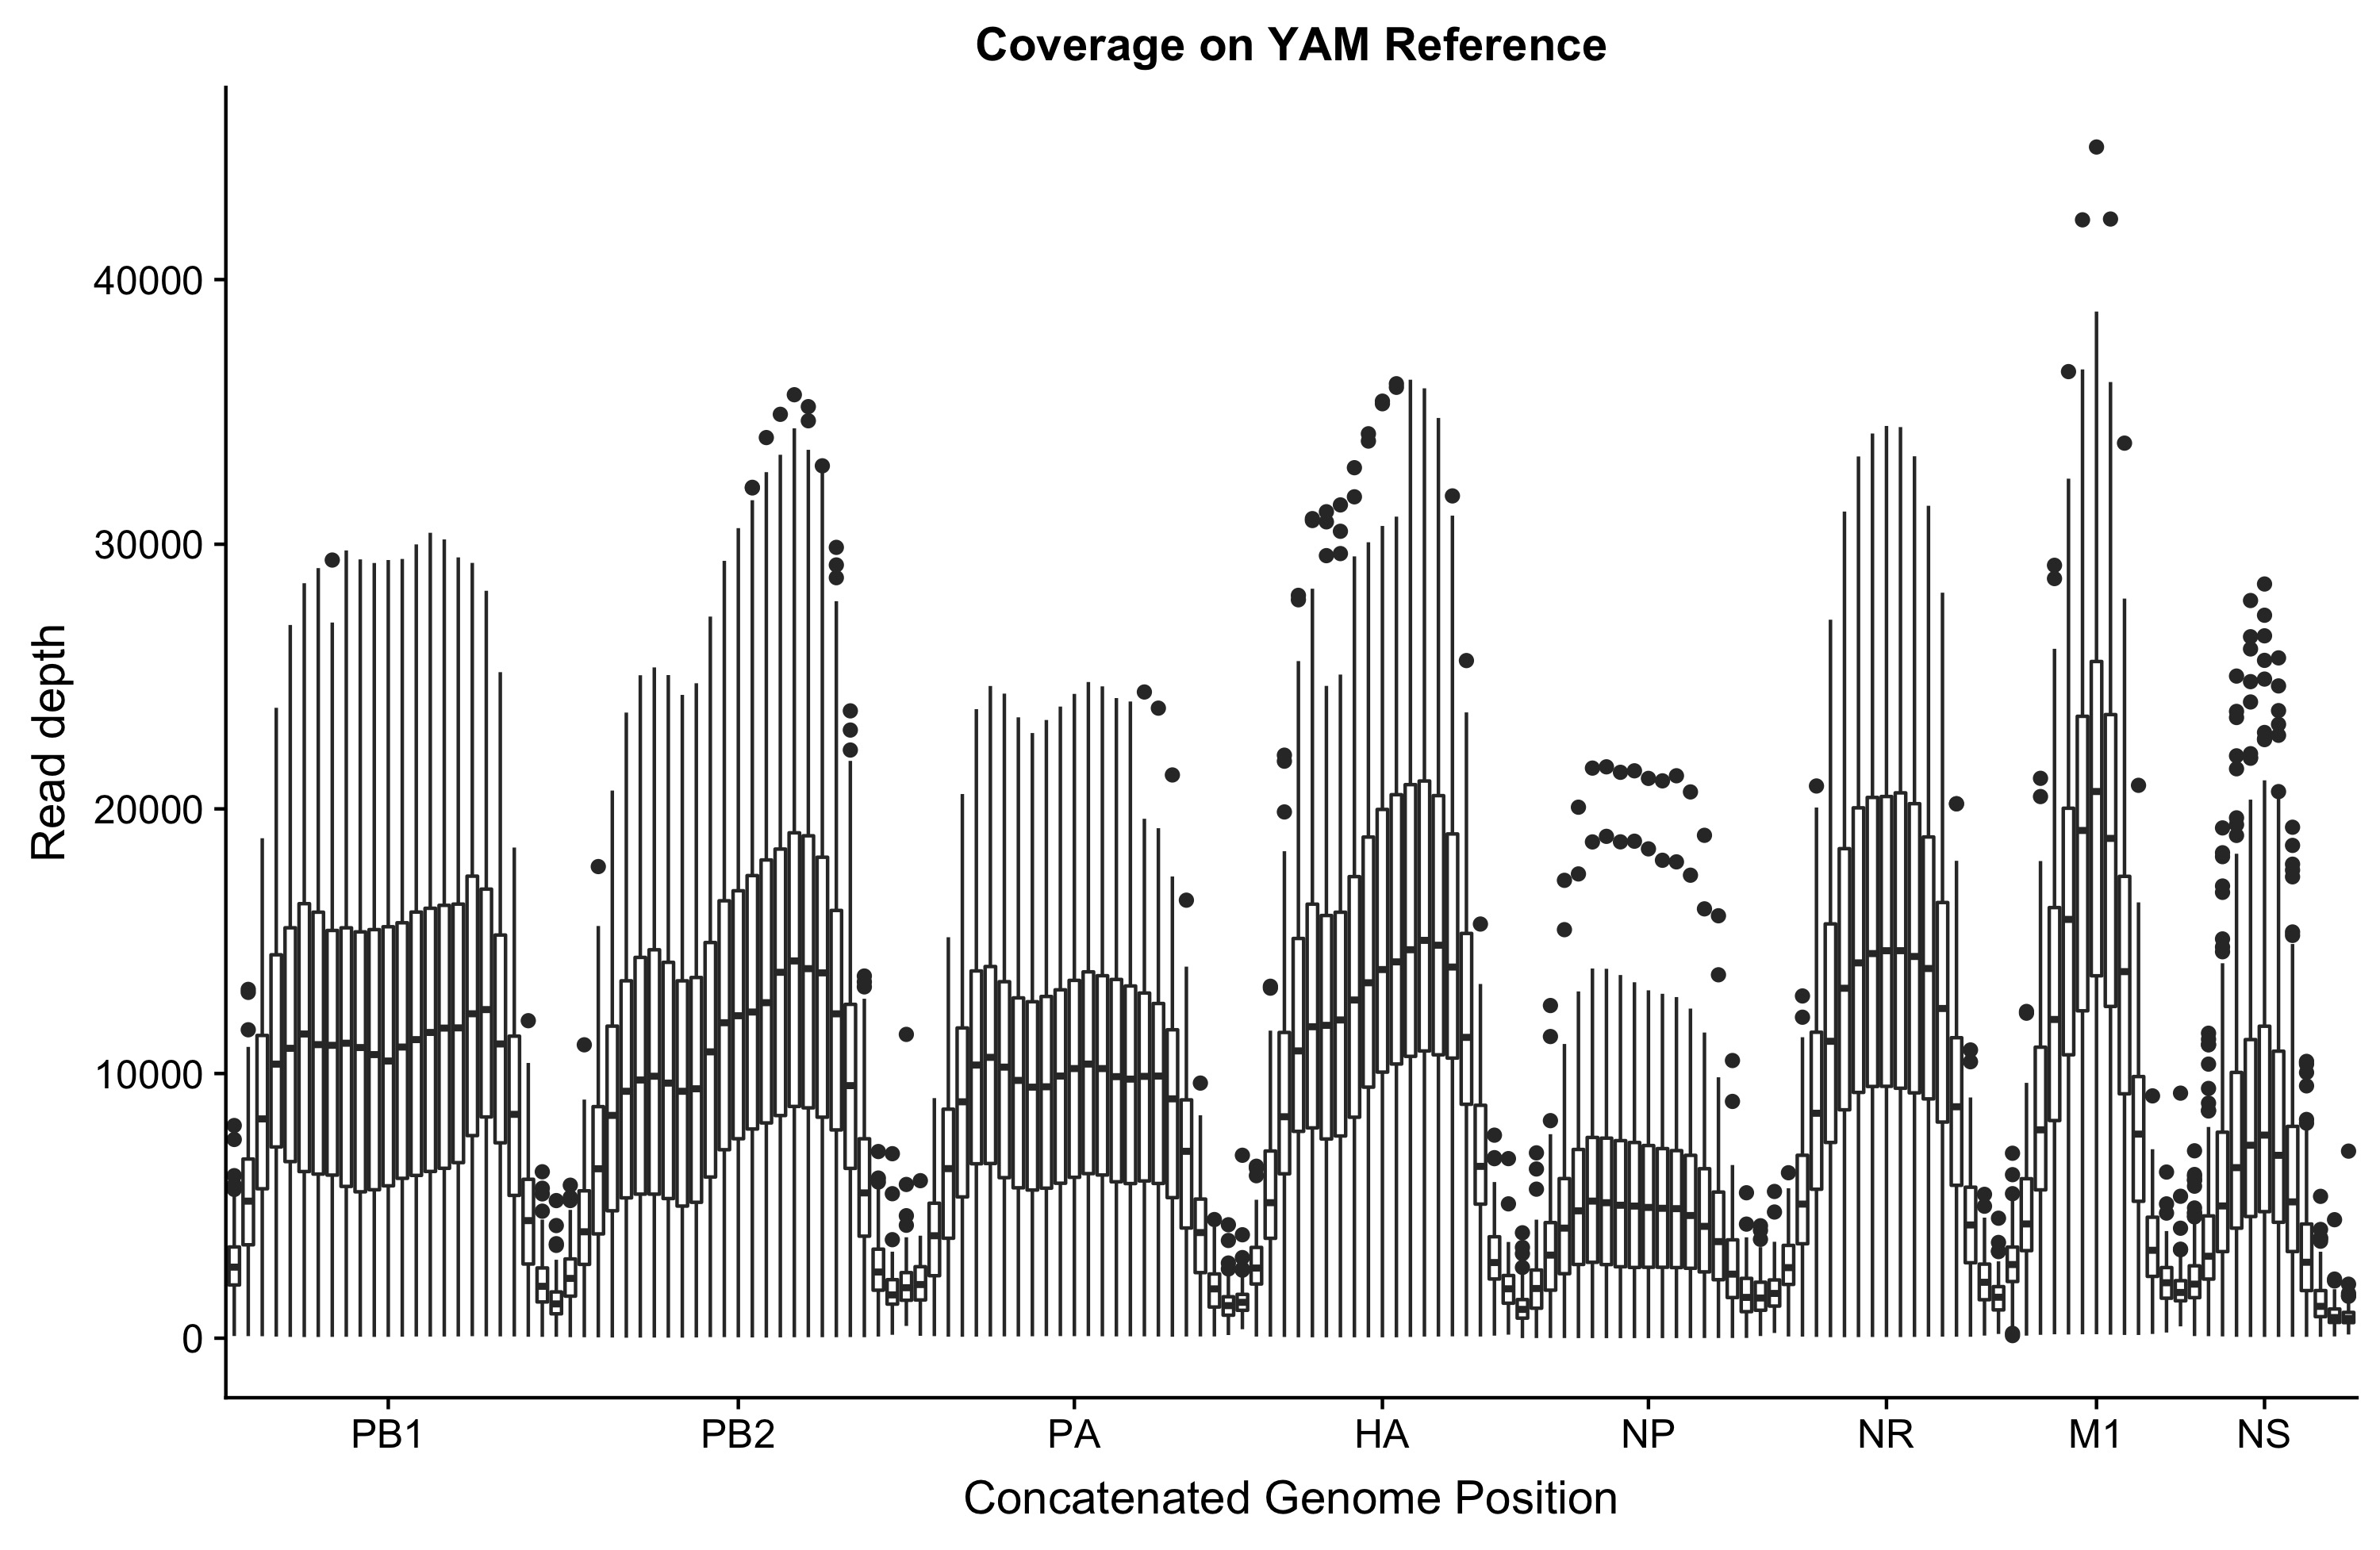 Coverage on YAM Reference
Read depth
40000
30000
20000
10000
0
PB1 PB2 PA HA NP NR M1 NS
Concatenated Genome Position